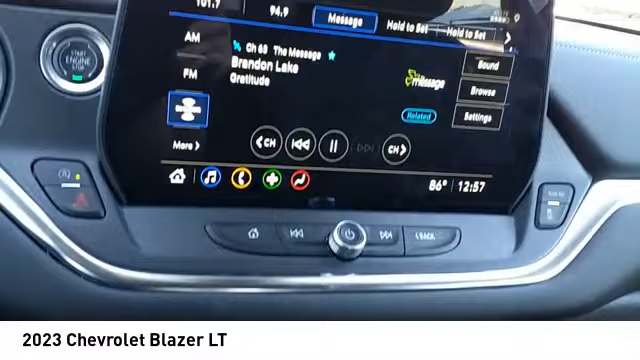 101.7 94.9 Message Hold to Set Hold to Set
AM
Ch 68 The Message
Brandon Lake
Gratitude
message
Sound
FM
Browse
Related
Settings
More
CH
CH
86° 12:57
START
ENGINE
STOP
BACK
2023 Chevrolet Blazer LT